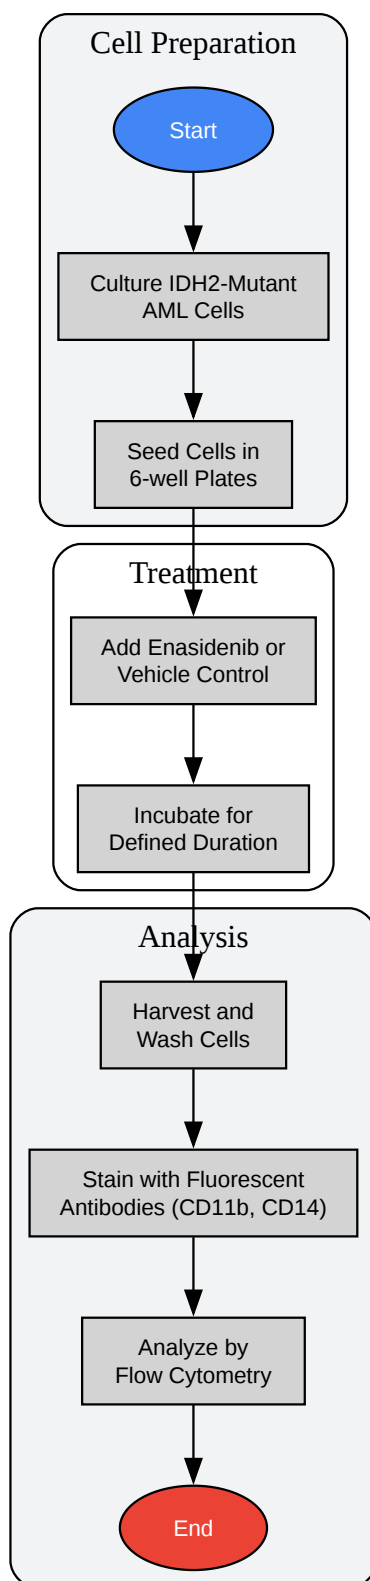 Cell Preparation
Start
Culture IDH2-Mutant
AML Cells
Seed Cells in
6-well Plates
Treatment
Add Enasidenib or
Vehicle Control
Incubate for
Defined Duration
Analysis
Harvest and
Wash Cells
Stain with Fluorescent
Antibodies (CD11b, CD14)
Analyze by
Flow Cytometry
End